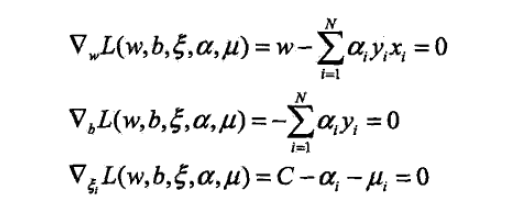 ∇_w L(w,b,ξ,α,μ) = w − ∑_{i=1}^{N} α_i y_i x_i = 0
∇_b L(w,b,ξ,α,μ) = −∑_{i=1}^{N} α_i y_i = 0
∇_{ξ_i} L(w,b,ξ,α,μ) = C − α_i − μ_i = 0